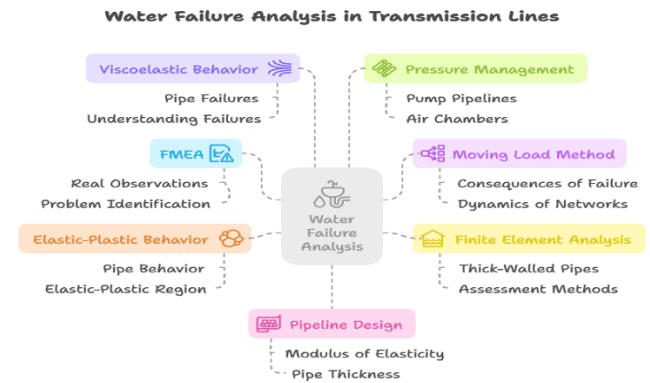 Water Failure Analysis in Transmission Lines
Viscoelastic Behavior
Pipe Failures
Understanding Failures
Pressure Management
Pump Pipelines
Air Chambers
FMEA
Real Observations
Problem Identification
Moving Load Method
Consequences of Failure
Dynamics of Networks
Water
Failure
Analysis
Elastic-Plastic Behavior
Pipe Behavior
Elastic-Plastic Region
Finite Element Analysis
Thick-Walled Pipes
Assessment Methods
Pipeline Design
Modulus of Elasticity
Pipe Thickness